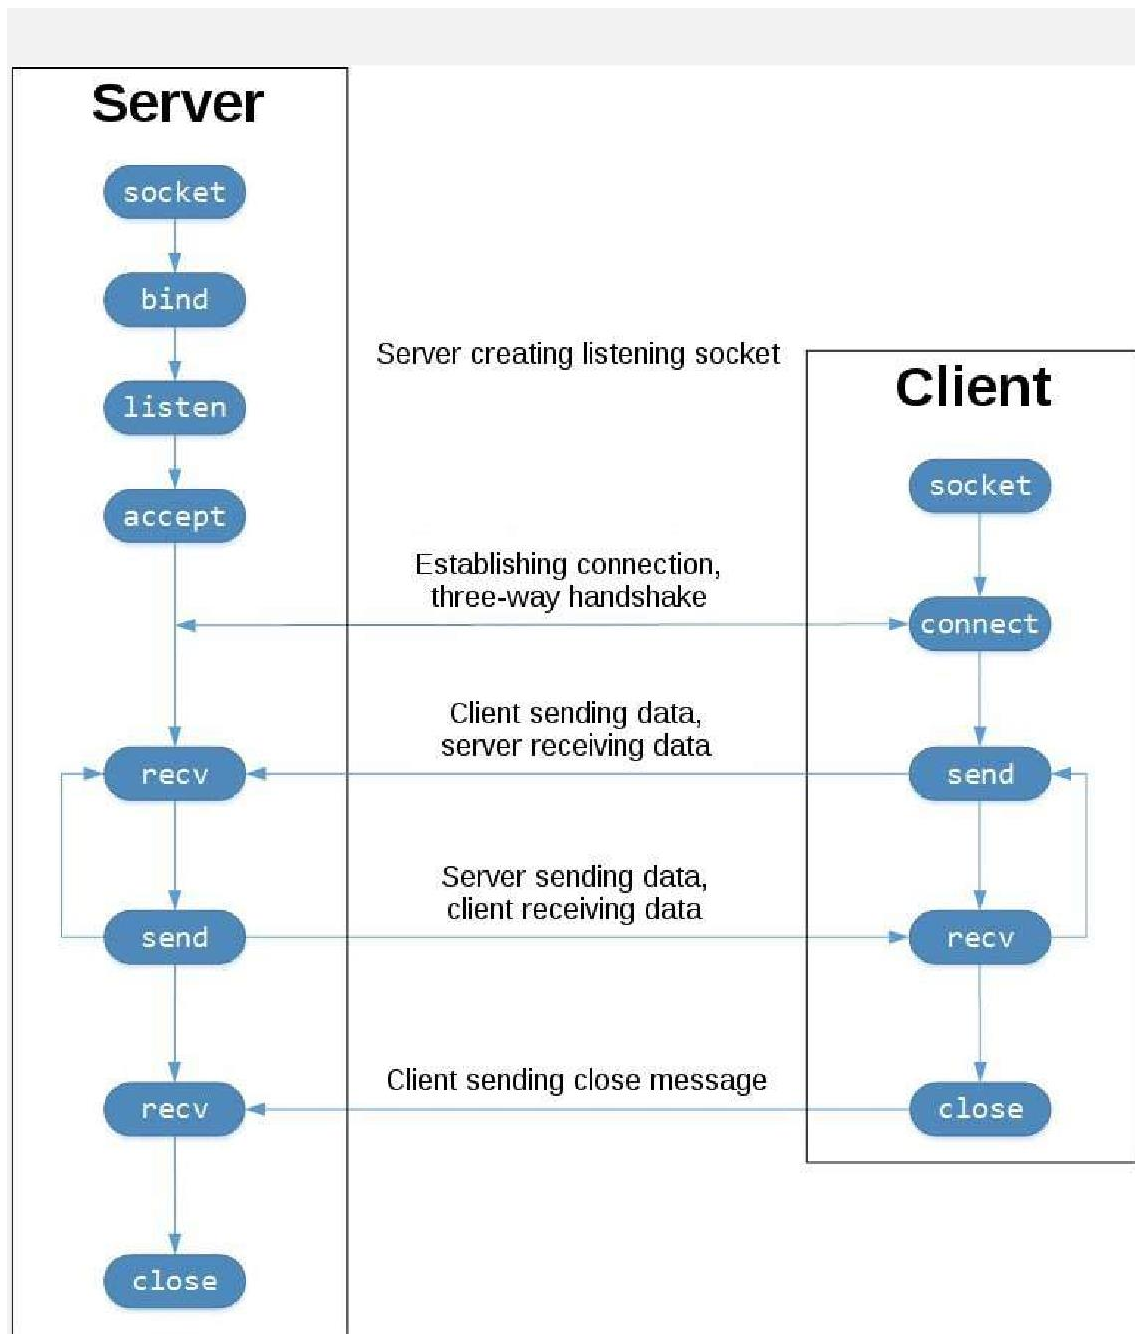 Server
socket
bind
Server creating listening socket
listen
Client
socket
accept
Establishing connection,
three-way handshake
connect
Client sending data,
server receiving data
recv
send
Server sending data,
client receiving data
send
recv
Client sending close message
recv
close
close